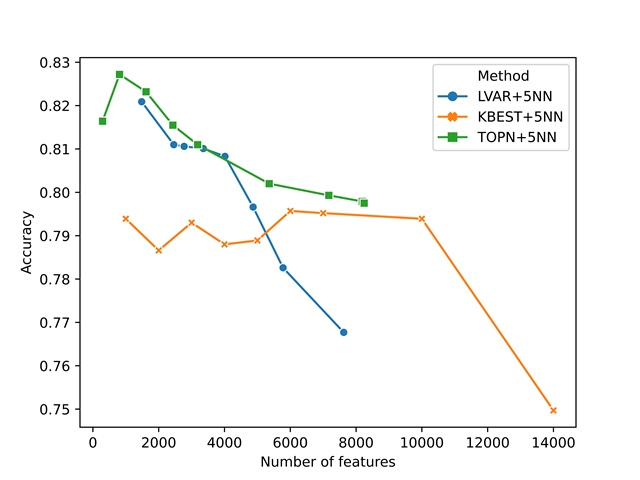 0.83
0.82
0.81
0.80
0.79
0.78
0.77
0.76
0.75
Accuracy
Method
LVAR+5NN
KBEST+5NN
TOPN+5NN
0 2000 4000 6000 8000 10000 12000 14000
Number of features